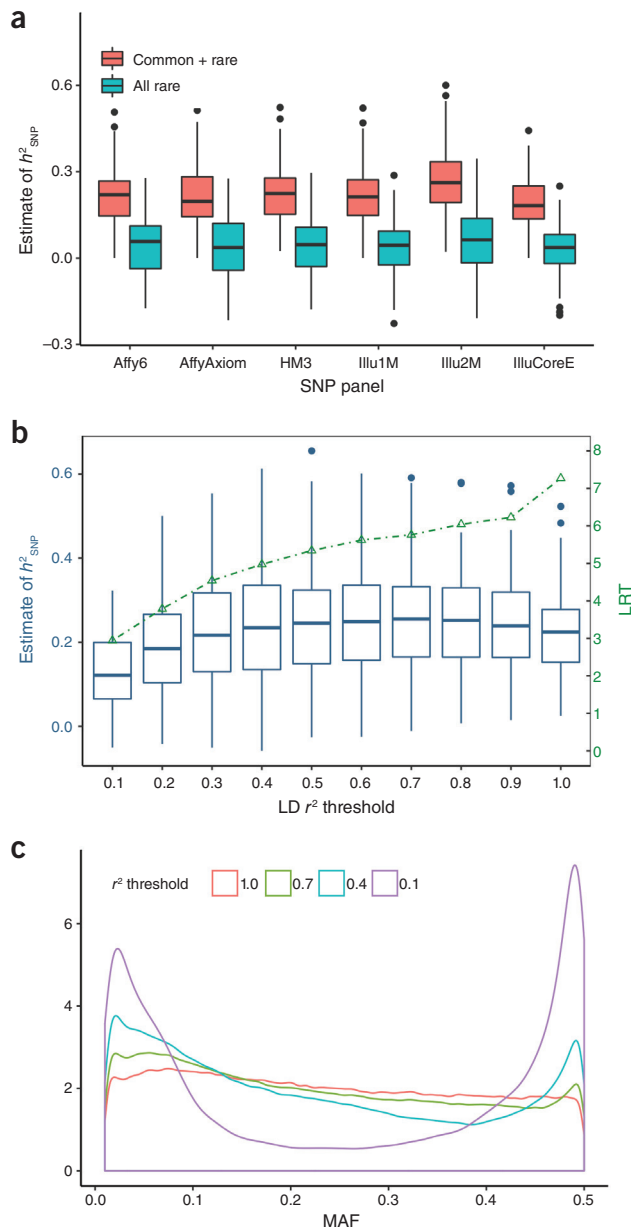 a
Common + rare
All rare
Estimate of h²SNP
0.6
0.3
0.0
–0.3
Affy6 AffyAxiom HM3 Illu1M Illu2M IlluCoreE
SNP panel
b
Estimate of h²SNP
0.6
0.4
0.2
0.0
8
7
6
5
4
3
2
1
0
LRT
0.1 0.2 0.3 0.4 0.5 0.6 0.7 0.8 0.9 1.0
LD r² threshold
c
r² threshold 1.0 0.7 0.4 0.1
6
4
2
0
0.0 0.1 0.2 0.3 0.4 0.5
MAF